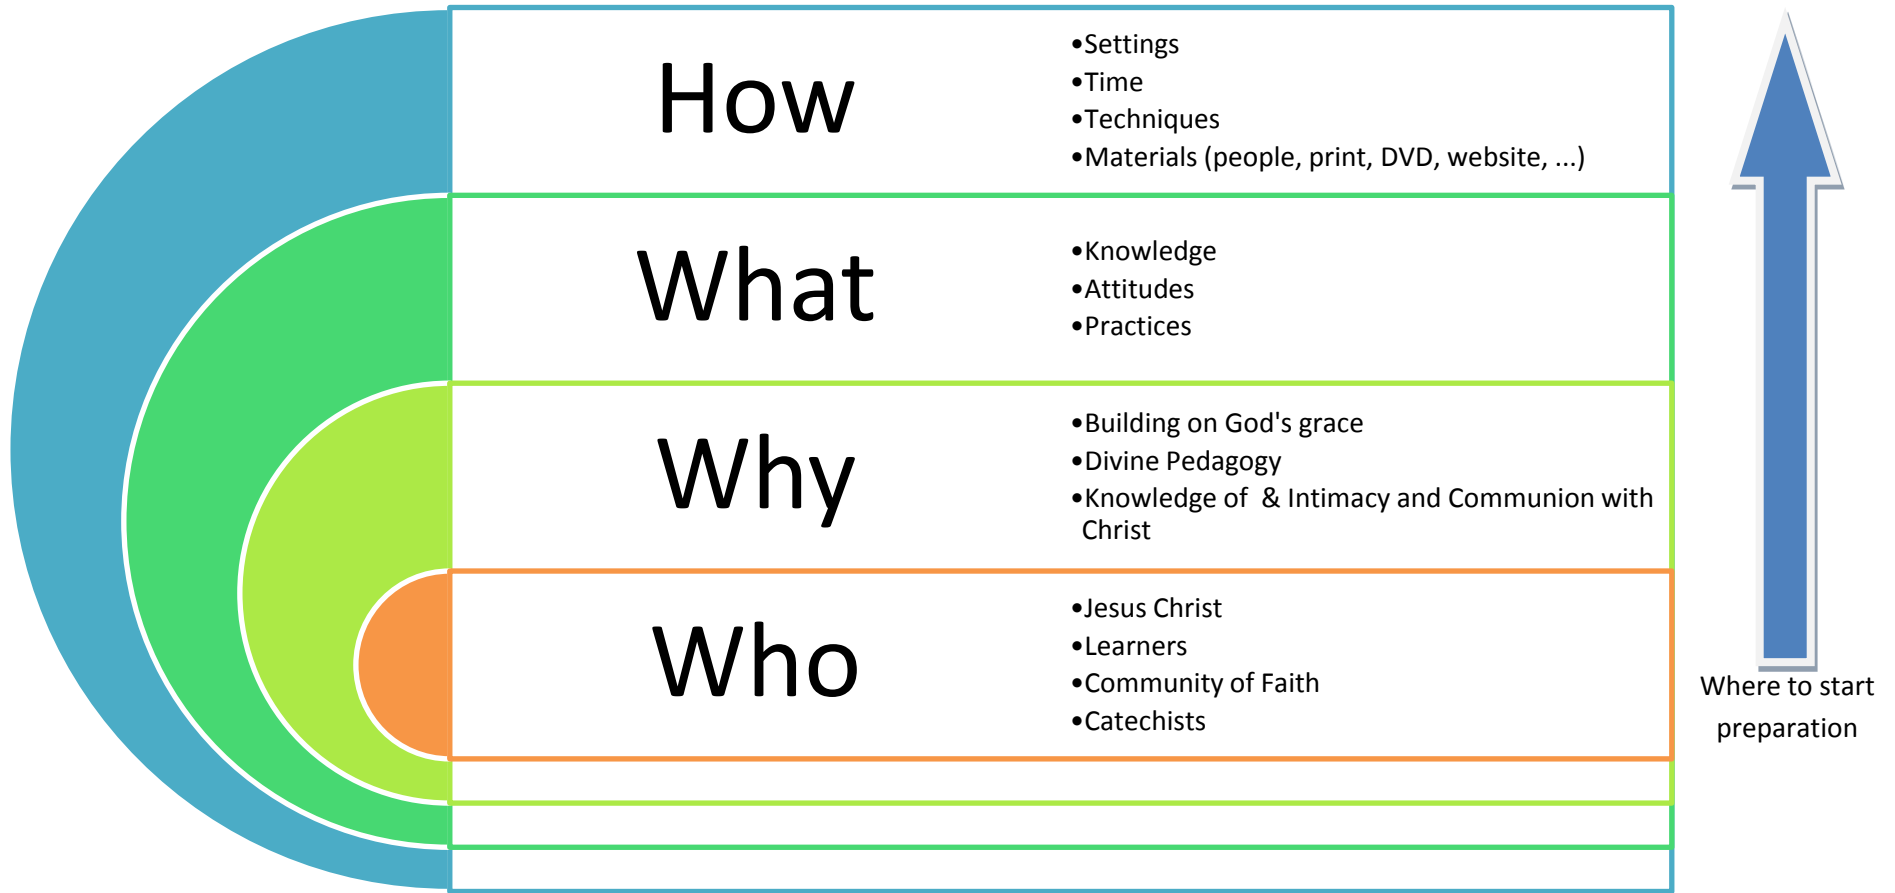 How
•Settings
•Time
•Techniques
•Materials (people, print, DVD, website, ...)
What
•Knowledge
•Attitudes
•Practices
Why
•Building on God's grace
•Divine Pedagogy
•Knowledge of  & Intimacy and Communion with
Christ
Who
•Jesus Christ
•Learners
•Community of Faith
•Catechists
Where to start
preparation